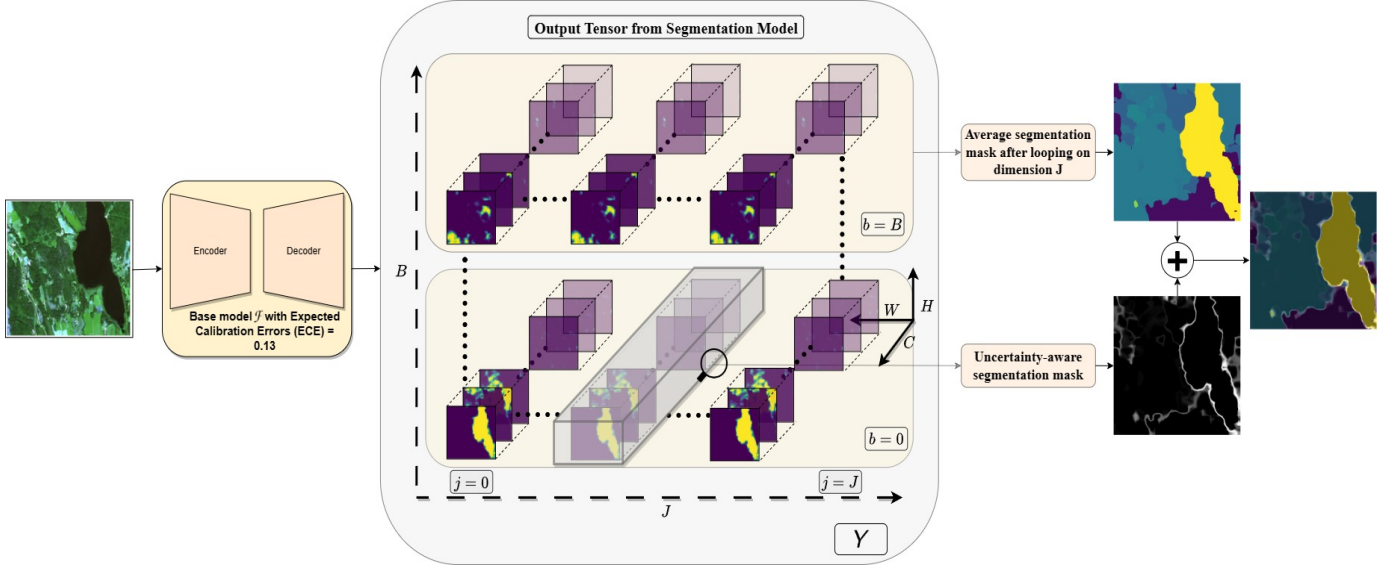 Output Tensor from Segmentation Model
B
b = B
Average segmentation
mask after looping on
dimension J
Encoder
Decoder
Base model ℱ with Expected
Calibration Errors (ECE) =
0.13
W
H
C
b = 0
Uncertainty-aware
segmentation mask
+
j = 0
j = J
J
Y